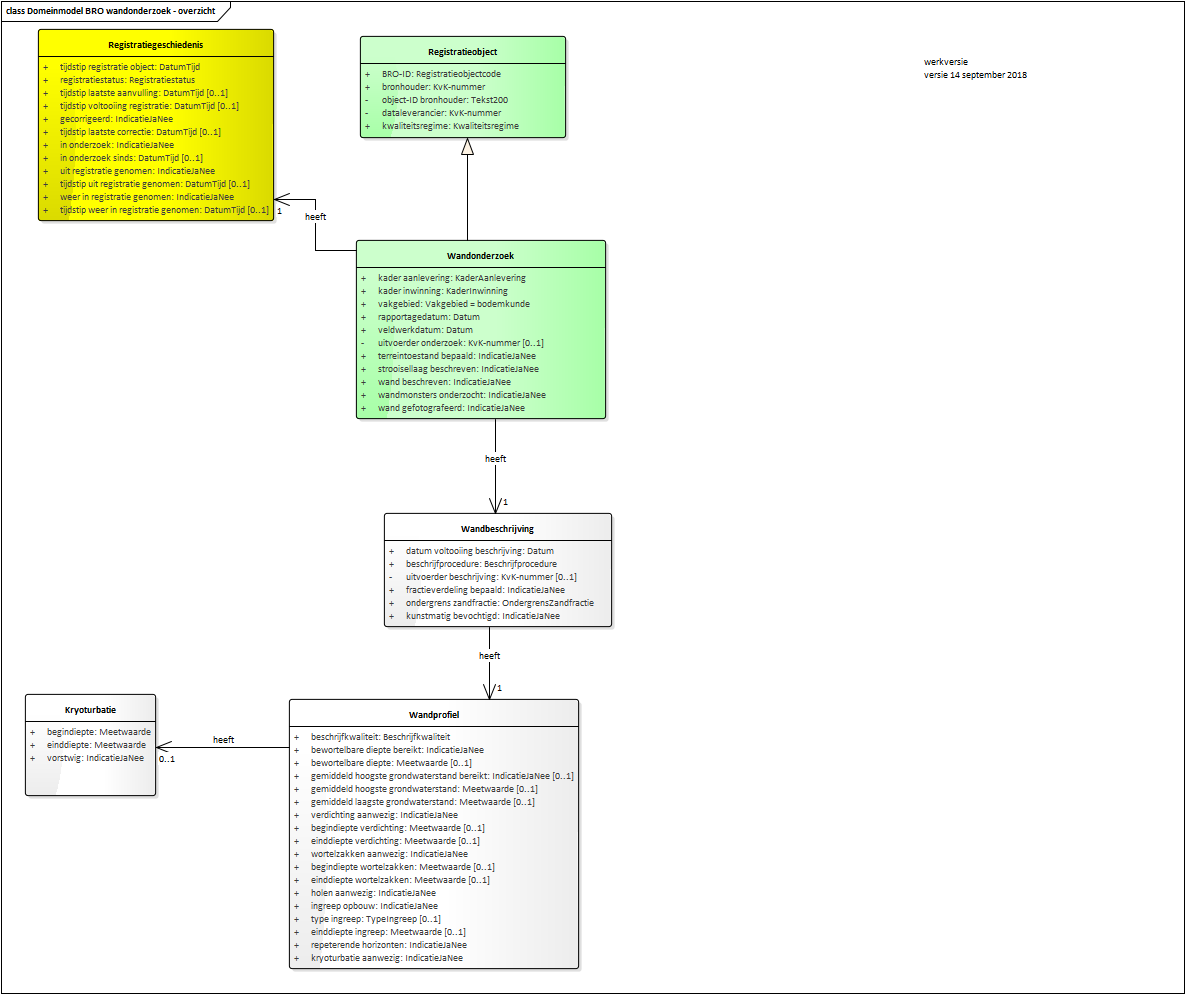 class Domeinmodel BRO wandonderzoek - overzicht
werkversie
versie 14 september 2018
Registratiegeschiedenis
+ tijdstip registratie object: DatumTijd
+ registratiestatus: Registratiestatus
+ tijdstip laatste aanvulling: DatumTijd [0..1]
+ tijdstip voltooiing registratie: DatumTijd [0..1]
+ gecorrigeerd: IndicatieJaNee
+ tijdstip laatste correctie: DatumTijd [0..1]
+ in onderzoek: IndicatieJaNee
+ in onderzoek sinds: DatumTijd [0..1]
+ uit registratie genomen: IndicatieJaNee
+ tijdstip uit registratie genomen: DatumTijd [0..1]
+ weer in registratie genomen: IndicatieJaNee
+ tijdstip weer in registratie genomen: DatumTijd [0..1]
Registratieobject
+ BRO-ID: Registratieobjectcode
+ bronhouder: KvK-nummer
- object-ID bronhouder: Tekst200
- dataleverancier: KvK-nummer
+ kwaliteitsregime: Kwaliteitsregime
1
heeft
Wandonderzoek
+ kader aanlevering: KaderAanlevering
+ kader inwinning: KaderInwinning
+ vakgebied: Vakgebied = bodemkunde
+ rapportagedatum: Datum
+ veldwerkdatum: Datum
- uitvoerder onderzoek: KvK-nummer [0..1]
+ terreintoestand bepaald: IndicatieJaNee
+ strooisellaag beschreven: IndicatieJaNee
+ wand beschreven: IndicatieJaNee
+ wandmonsters onderzocht: IndicatieJaNee
+ wand gefotografeerd: IndicatieJaNee
heeft
1
Wandbeschrijving
+ datum voltooiing beschrijving: Datum
+ beschrijfprocedure: Beschrijfprocedure
- uitvoerder beschrijving: KvK-nummer [0..1]
+ fractieverdeling bepaald: IndicatieJaNee
+ ondergrens zandfractie: OndergrensZandfractie
+ kunstmatig bevochtigd: IndicatieJaNee
heeft
1
Kryoturbatie
+ begindiepte: Meetwaarde
+ einddiepte: Meetwaarde
+ vorstwig: IndicatieJaNee
heeft
0..1
Wandprofiel
+ beschrijfkwaliteit: Beschrijfkwaliteit
+ bewortelbare diepte bereikt: IndicatieJaNee
+ bewortelbare diepte: Meetwaarde [0..1]
+ gemiddeld hoogste grondwaterstand bereikt: IndicatieJaNee [0..1]
+ gemiddeld hoogste grondwaterstand: Meetwaarde [0..1]
+ gemiddeld laagste grondwaterstand: Meetwaarde [0..1]
+ verdichting aanwezig: IndicatieJaNee
+ begindiepte verdichting: Meetwaarde [0..1]
+ einddiepte verdichting: Meetwaarde [0..1]
+ wortelzakken aanwezig: IndicatieJaNee
+ begindiepte wortelzakken: Meetwaarde [0..1]
+ einddiepte wortelzakken: Meetwaarde [0..1]
+ holen aanwezig: IndicatieJaNee
+ ingreep opbouw: IndicatieJaNee
+ type ingreep: TypeIngreep [0..1]
+ einddiepte ingreep: Meetwaarde [0..1]
+ repeterende horizonten: IndicatieJaNee
+ kryoturbatie aanwezig: IndicatieJaNee